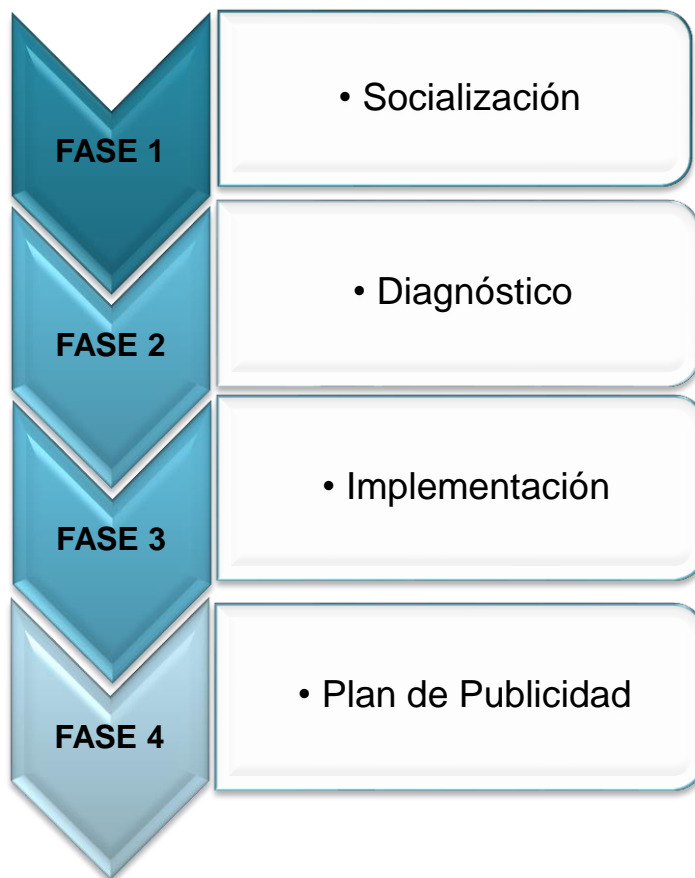 FASE 1
• Socialización
FASE 2
• Diagnóstico
FASE 3
• Implementación
FASE 4
• Plan de Publicidad